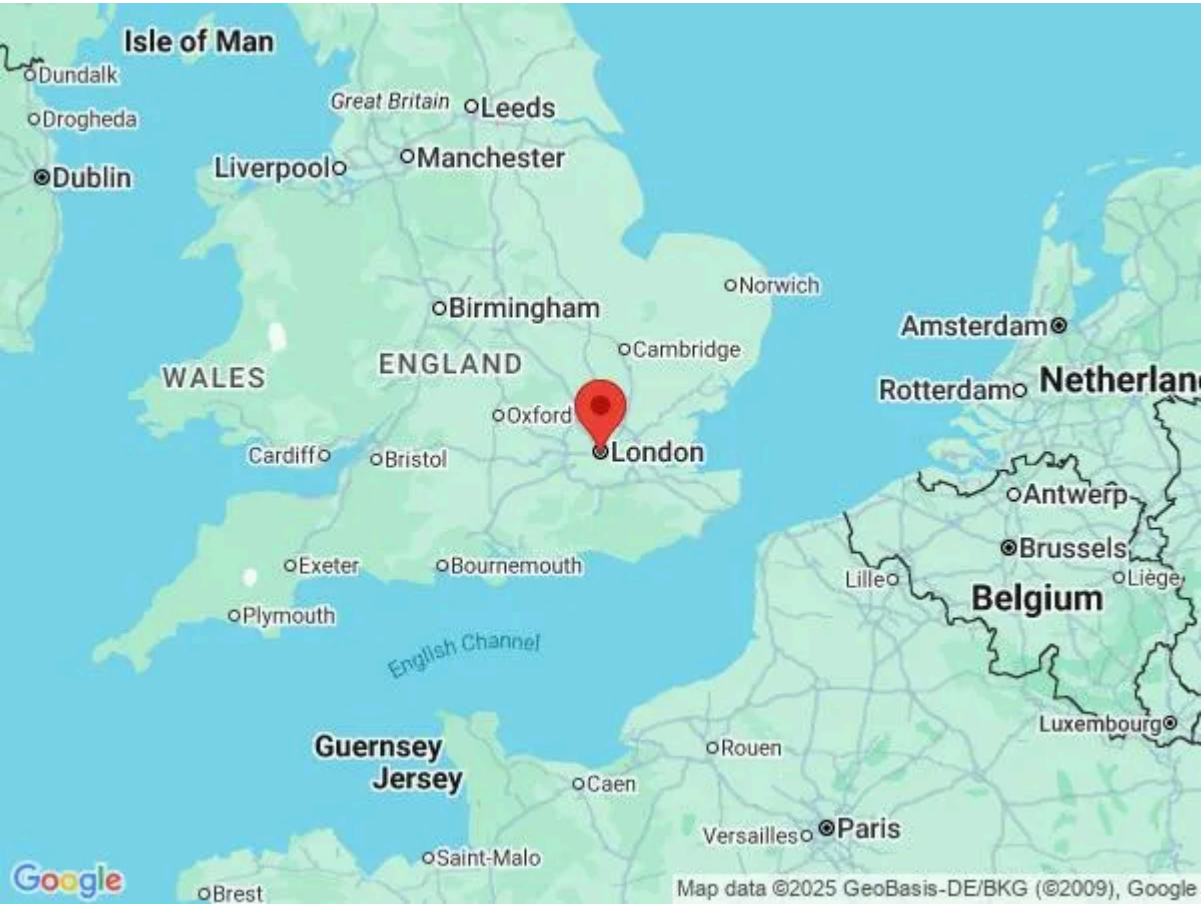 Isle of Man
Dundalk
Great Britain
Leeds
Drogheda
Manchester
Liverpool
Dublin
Norwich
Birmingham
Amsterdam
Cambridge
ENGLAND
WALES
Netherlan
Rotterdam
Oxford
London
Cardiff
Bristol
Antwerp
Brussels
Exeter
Bournemouth
Lille
Liège
Belgium
Plymouth
English Channel
Luxembourg
Guernsey
Rouen
Jersey
Caen
Paris
Versailles
Saint-Malo
Google
Brest
Map data ©2025 GeoBasis-DE/BKG (©2009), Google